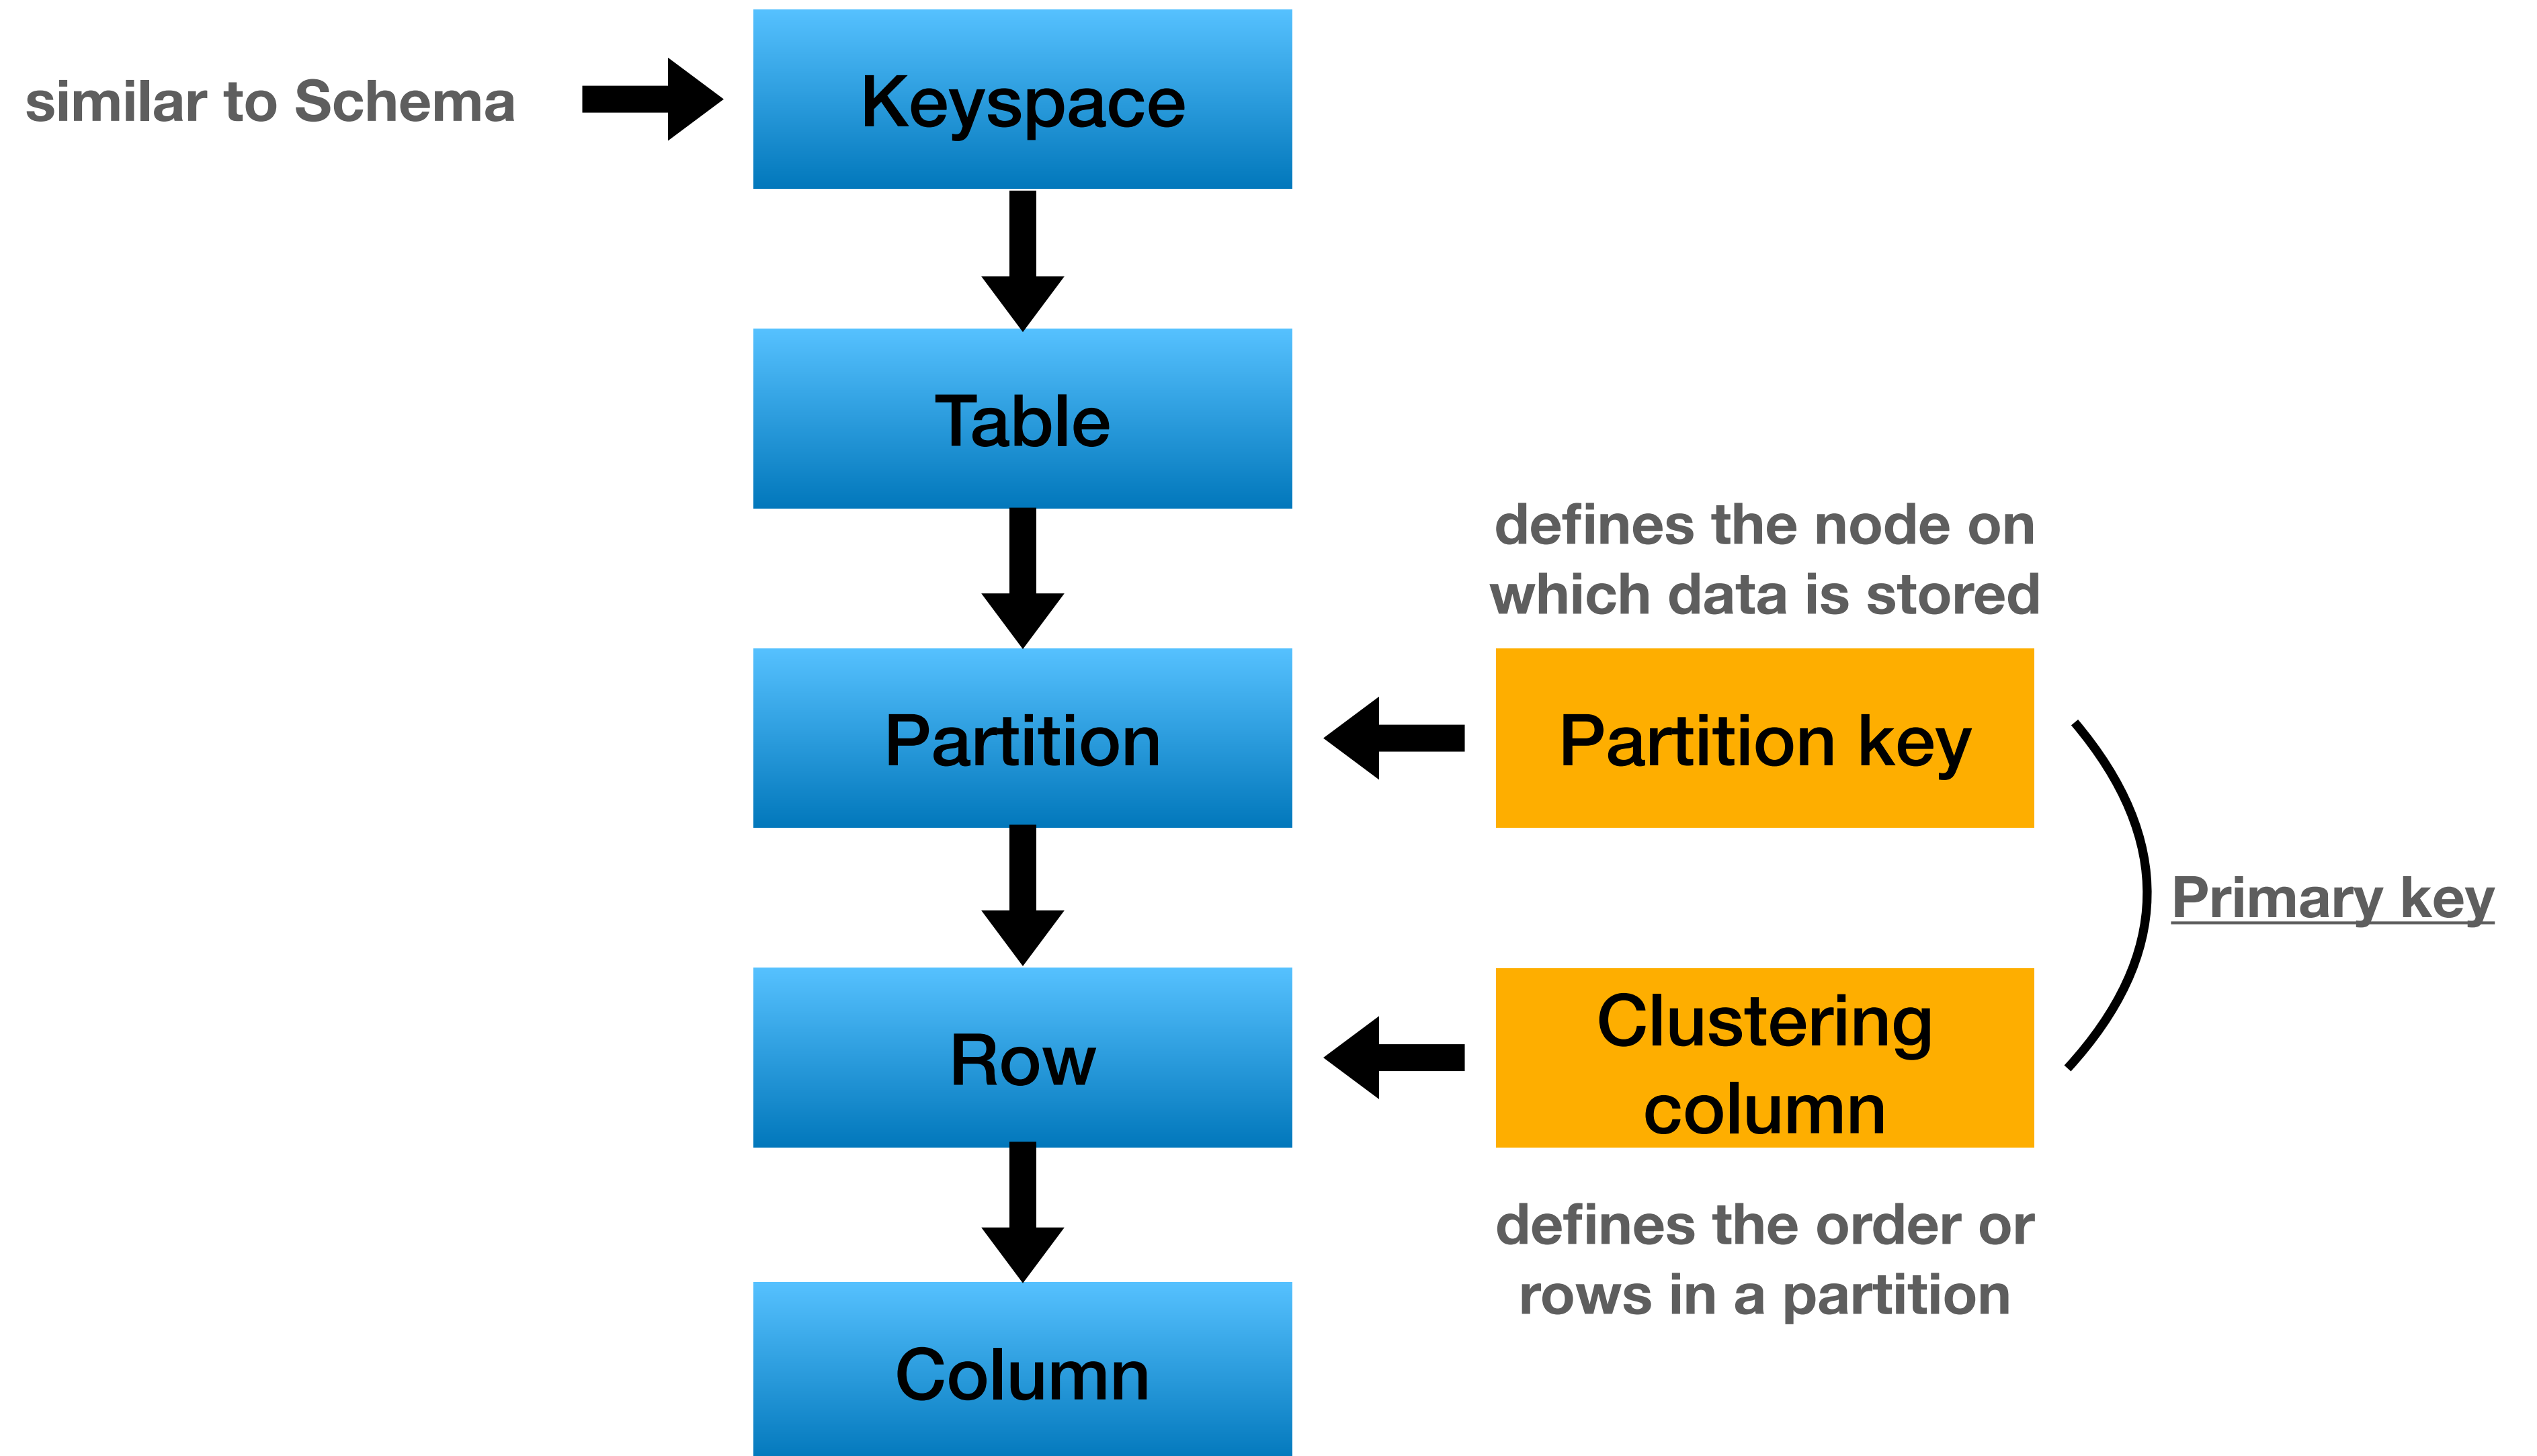 similar to Schema
Keyspace
Table
defines the node on
which data is stored
Partition
Partition key
Primary key
Row
Clustering
column
defines the order or
rows in a partition
Column